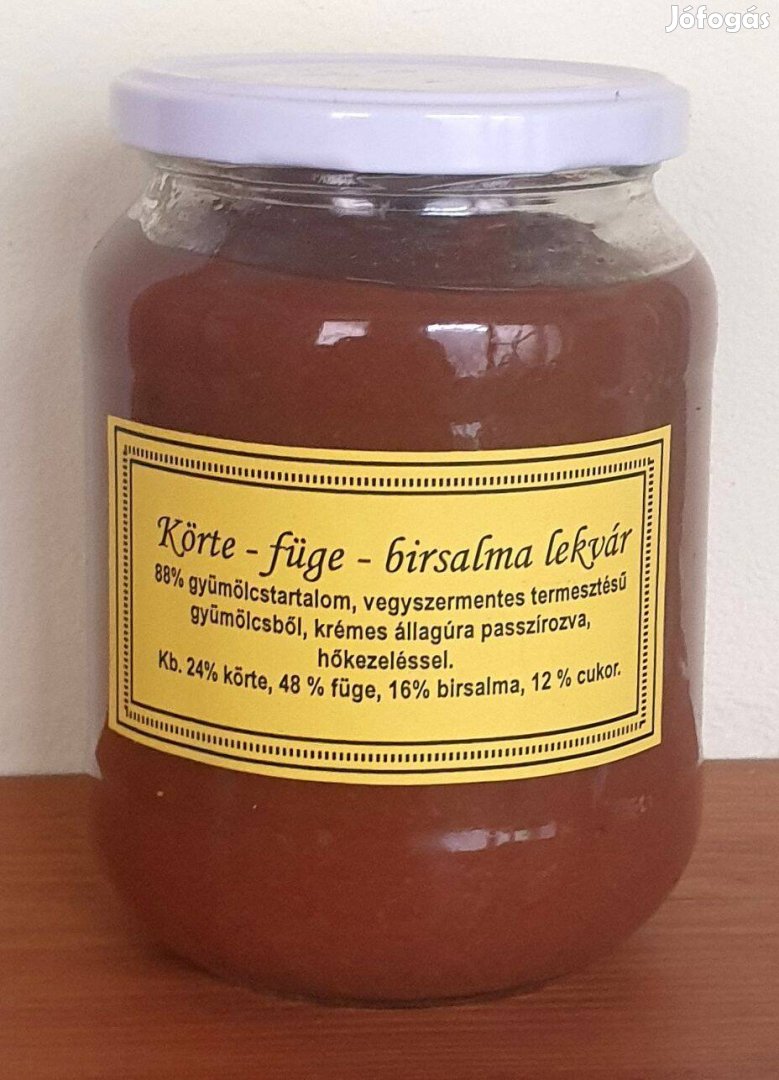 Jófogás
Körte - füge - birsalma lekvár
88% gyümölcstartalom, vegyszermentes termesztésű
gyümölcsből, krémes állagúra passzírozva,
hőkezeléssel.
Kb. 24% körte, 48 % füge, 16% birsalma, 12 % cukor.